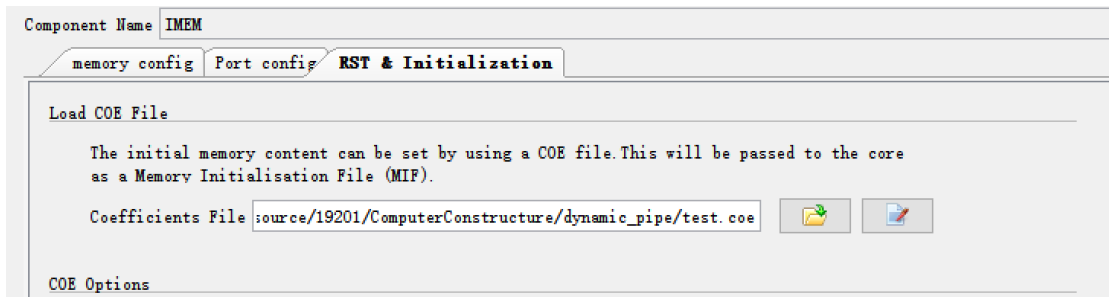 Component Name IMEM
memory config Port config RST & Initialization
Load COE File
The initial memory content can be set by using a COE file.This will be passed to the core
as a Memory Initialisation File (MIF).
Coefficients File source/19201/ComputerConstructure/dynamic_pipe/test.coe
COE Options